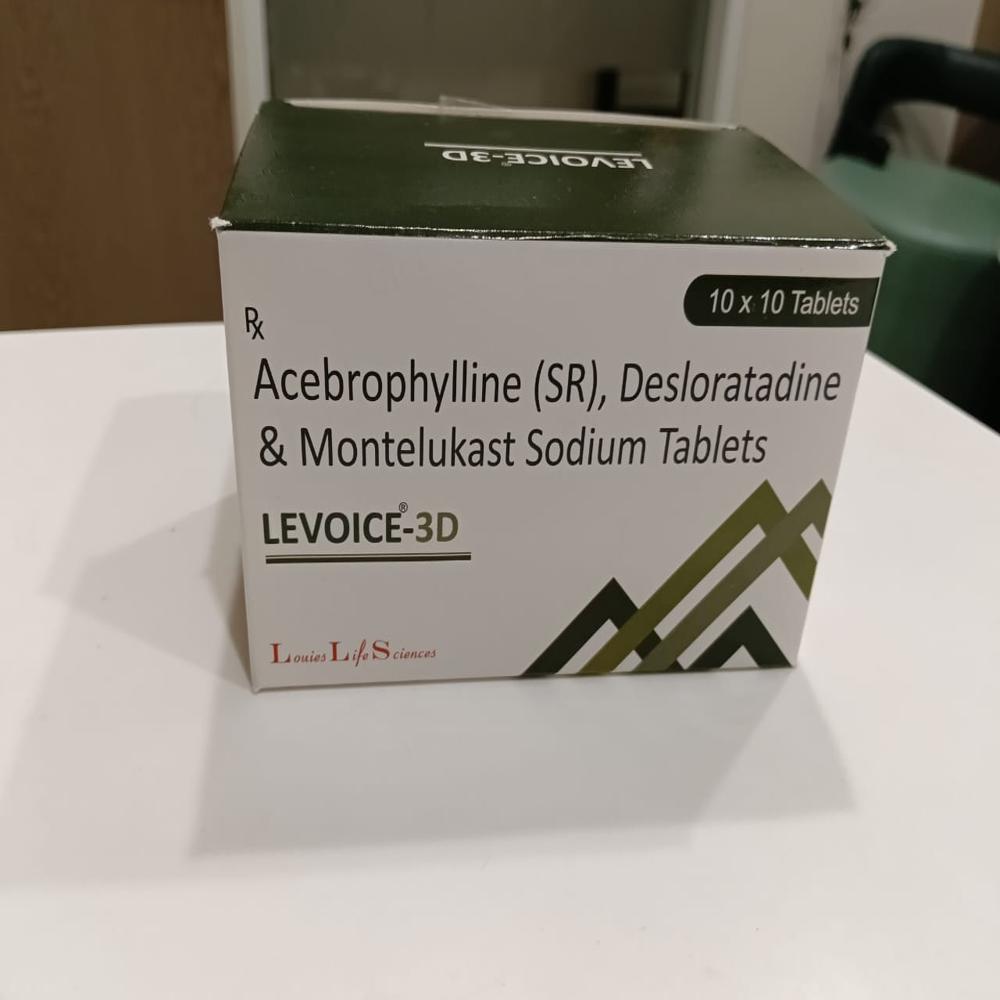 LEVOICE®-3D
10 x 10 Tablets
Rx
Acebrophylline (SR), Desloratadine
& Montelukast Sodium Tablets
LEVOICE®-3D
Louies Life Sciences